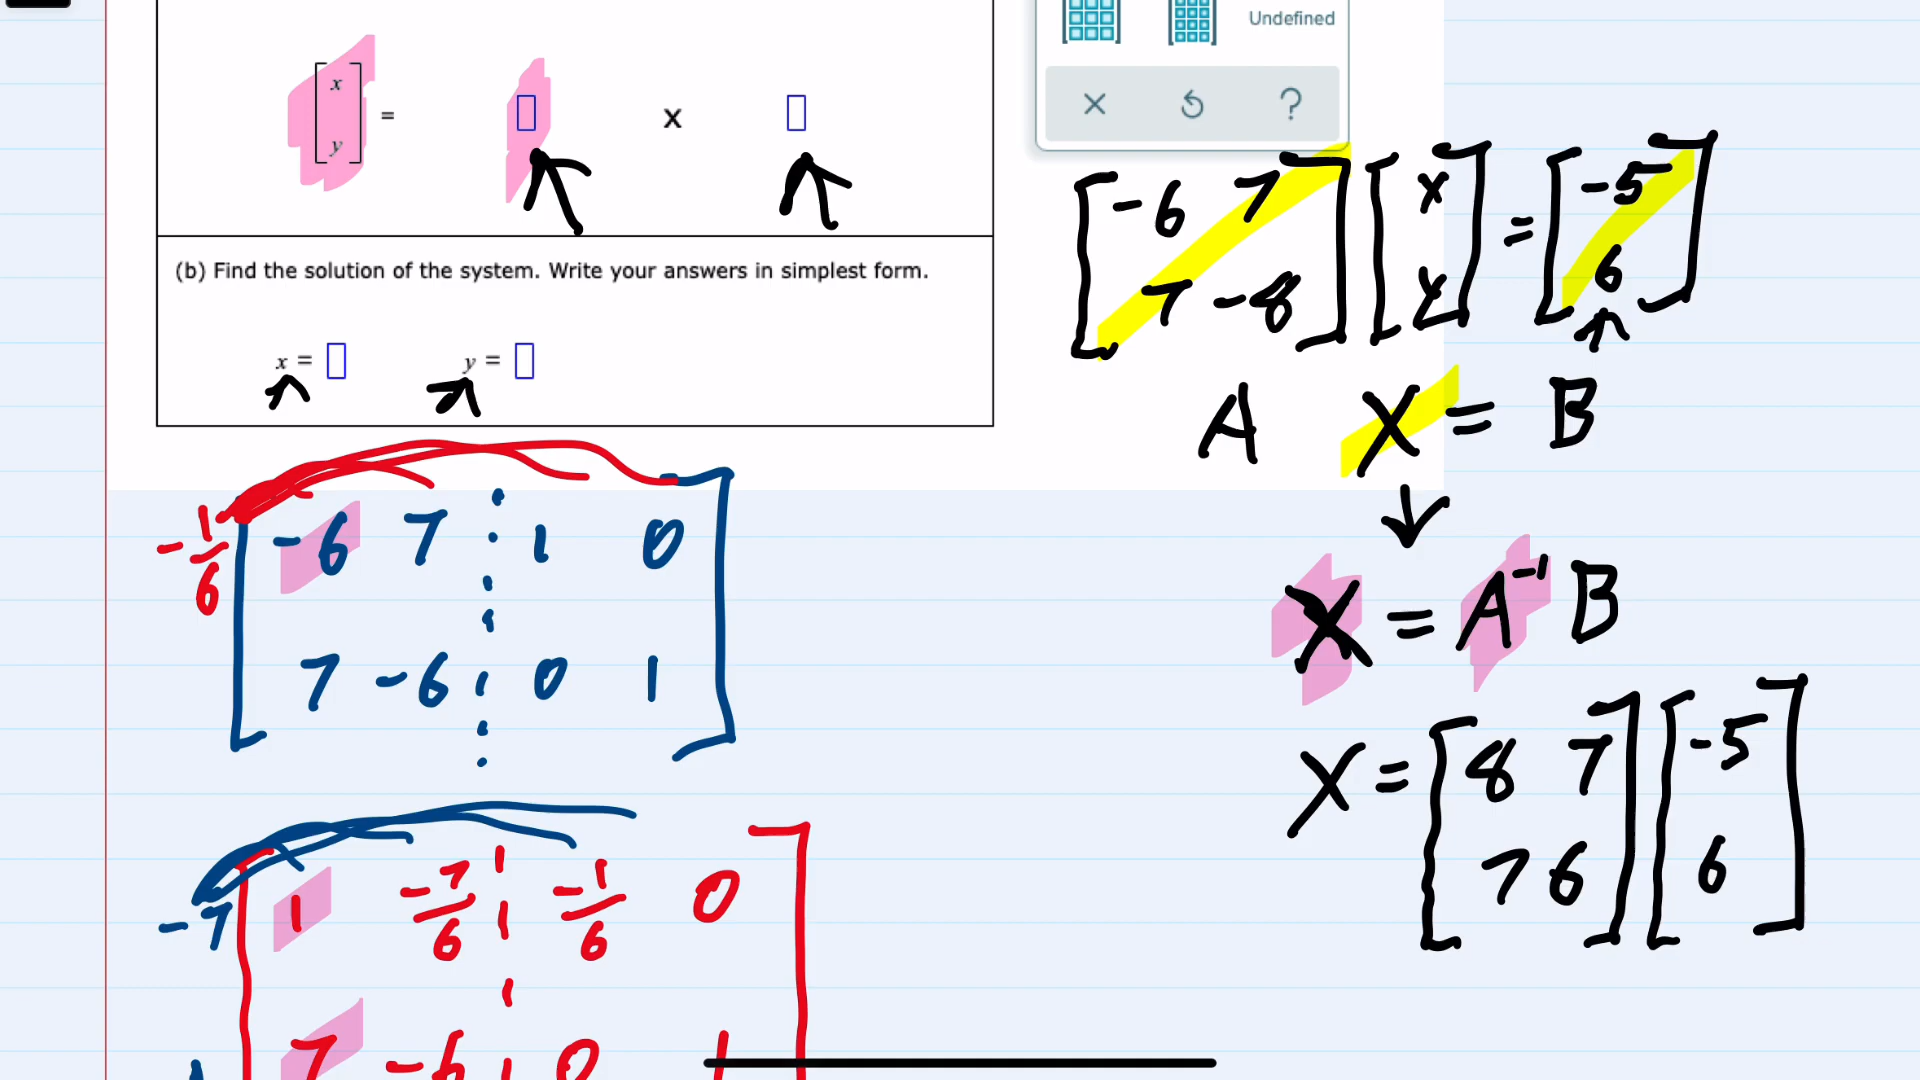 Undefined
[x y] = □ X □
× ↺ ?
(b) Find the solution of the system. Write your answers in simplest form.
x = □ y = □
[-6 7
7 -8] [x
y] = [-5
6]
A X = B
X = A⁻¹ B
X = [8 7
7 6] [-5
6]
-1/6 [-6 7 1 0
7 -6 0 1]
-7 [1 -7/6 -1/6 0
7 -6 0 1